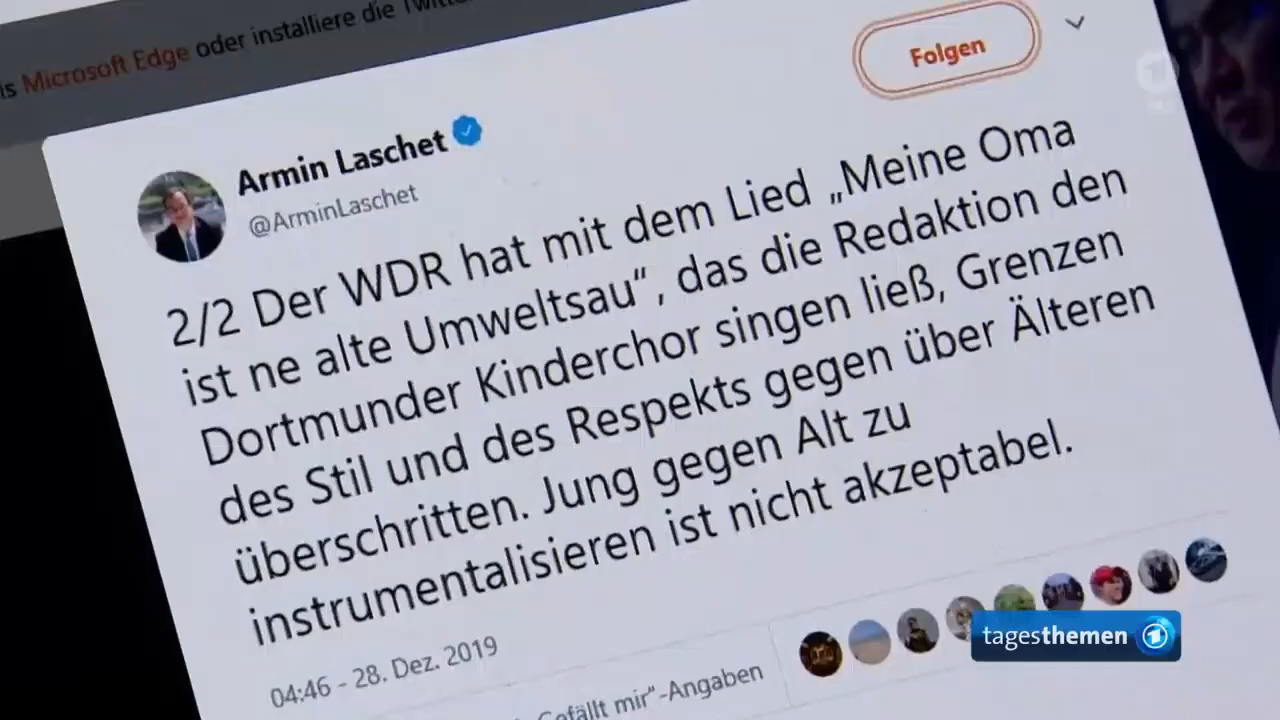 is Microsoft Edge oder installiere die Twitter
Folgen
Armin Laschet
@ArminLaschet
2/2 Der WDR hat mit dem Lied „Meine Oma
ist ne alte Umweltsau“, das die Redaktion den
Dortmunder Kinderchor singen ließ, Grenzen
des Stil und des Respekts gegen über Älteren
überschritten. Jung gegen Alt zu
instrumentalisieren ist nicht akzeptabel.
04:46 - 28. Dez. 2019
Gefällt mir“-Angaben
tagesthemen